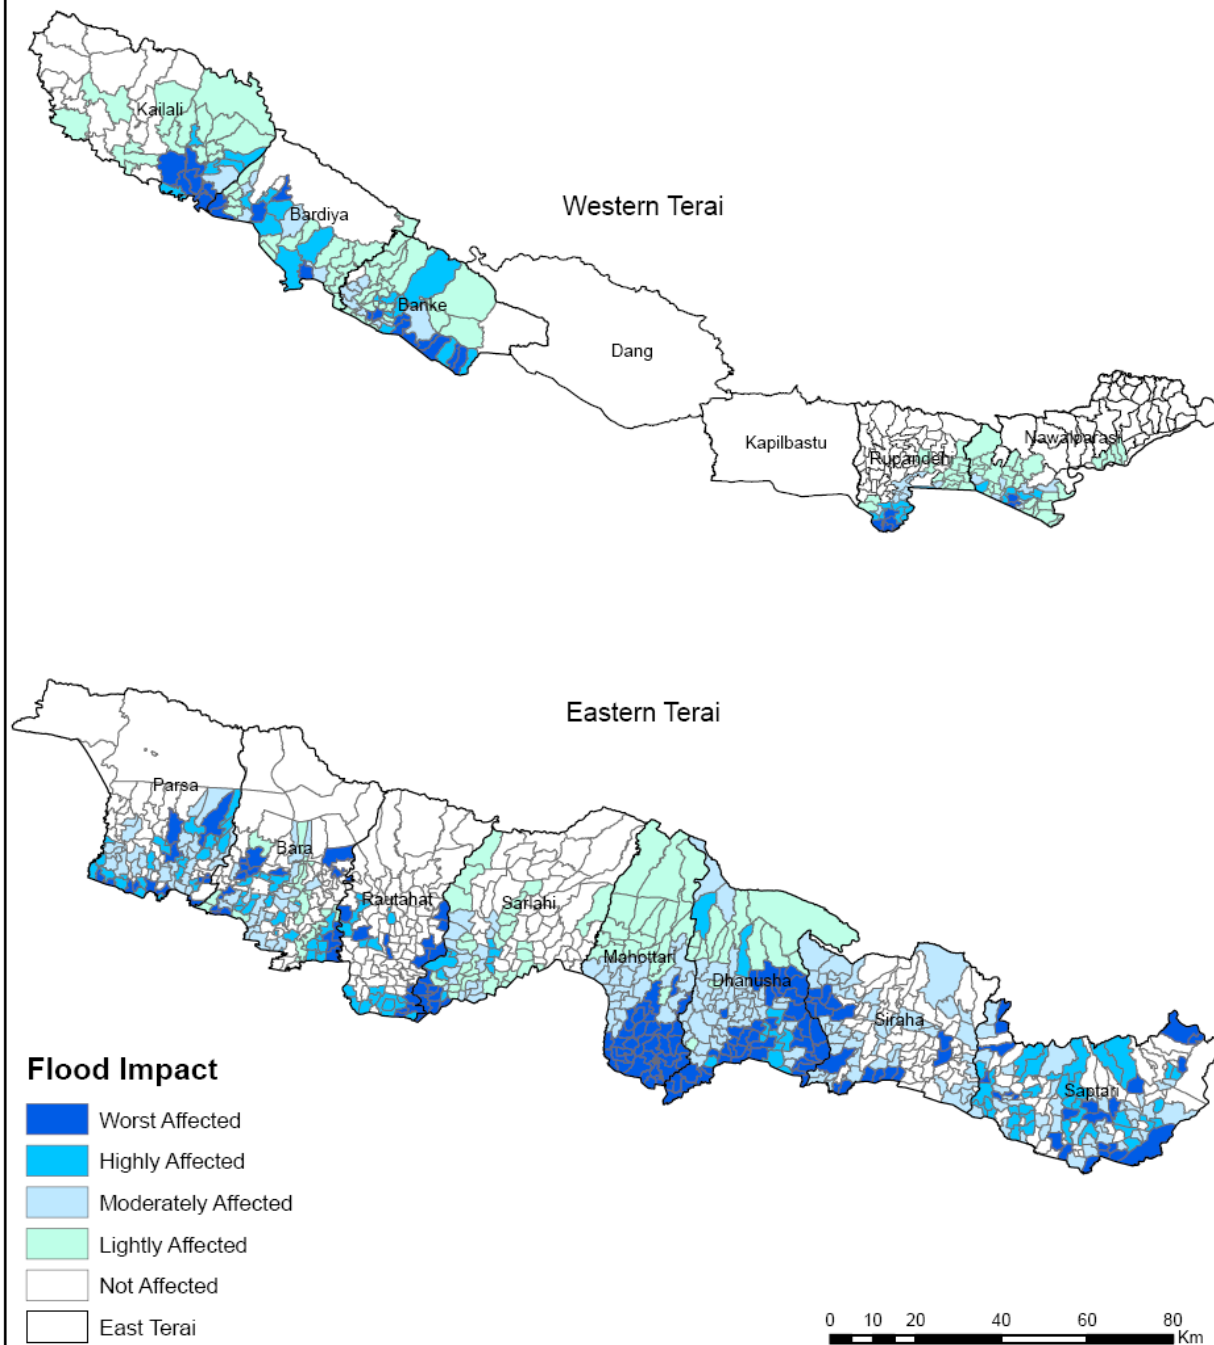 Kailali
Western Terai
Bardiya
Banke
Dang
Kapilbastu
Nawalparasi
Rupandehi
Eastern Terai
Parsa
Bara
Rautahat
Sarlahi
Mahottari
Dhanusha
Siraha
Saptari
Flood Impact
Worst Affected
Highly Affected
Moderately Affected
Lightly Affected
Not Affected
East Terai
0 10 20 40 60 80
Km